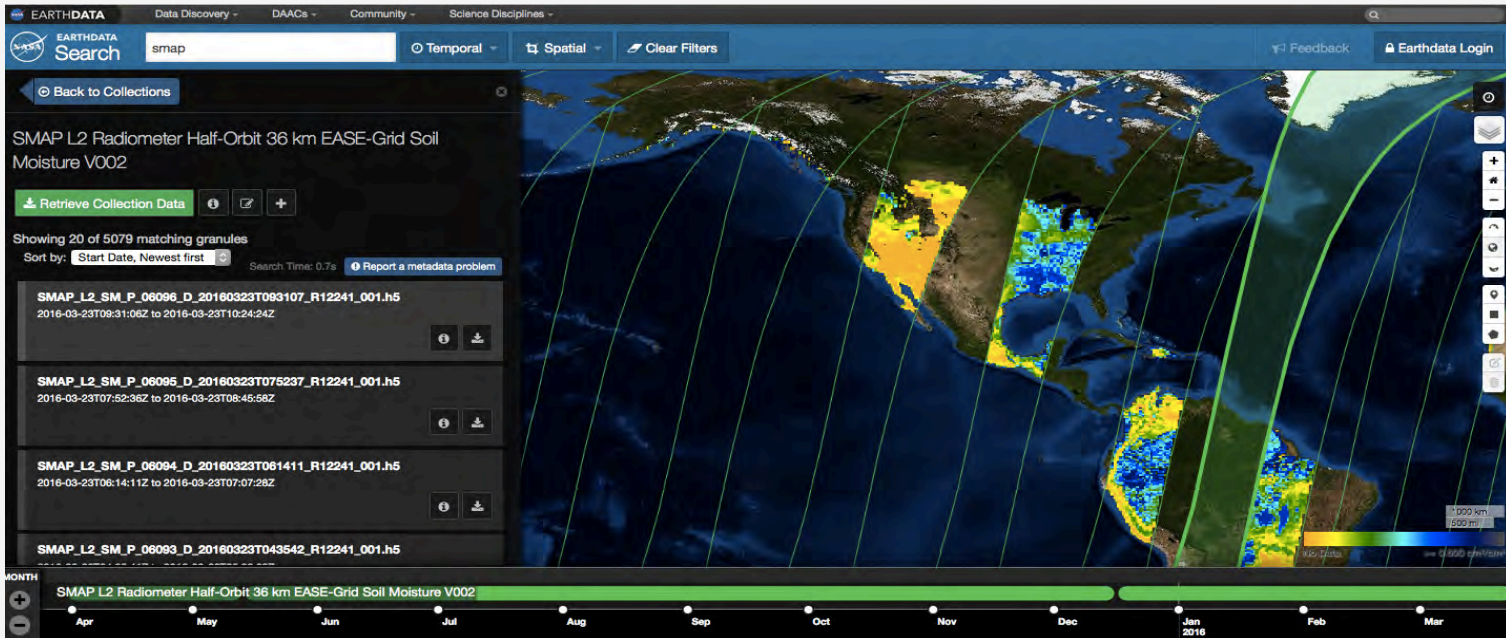 EARTHDATA Data Discovery DAACs Community Science Disciplines
NASA EARTHDATA Search smap Temporal Spatial Clear Filters Feedback Earthdata Login
Back to Collections
SMAP L2 Radiometer Half-Orbit 36 km EASE-Grid Soil
Moisture V002
Retrieve Collection Data
Showing 20 of 5079 matching granules
Sort by: Start Date, Newest first Search Time: 0.7s Report a metadata problem
SMAP_L2_SM_P_06096_D_20160323T093107_R12241_001.h5
2016-03-23T09:31:06Z to 2016-03-23T10:24:24Z
SMAP_L2_SM_P_06095_D_20160323T075237_R12241_001.h5
2016-03-23T07:52:36Z to 2016-03-23T08:45:58Z
SMAP_L2_SM_P_06094_D_20160323T061411_R12241_001.h5
2016-03-23T06:14:11Z to 2016-03-23T07:07:28Z
SMAP_L2_SM_P_06093_D_20160323T043542_R12241_001.h5
1000 km
500 mi
No Data
MONTH
SMAP L2 Radiometer Half-Orbit 36 km EASE-Grid Soil Moisture V002
Apr May Jun Jul Aug Sep Oct Nov Dec Jan Feb Mar
2016